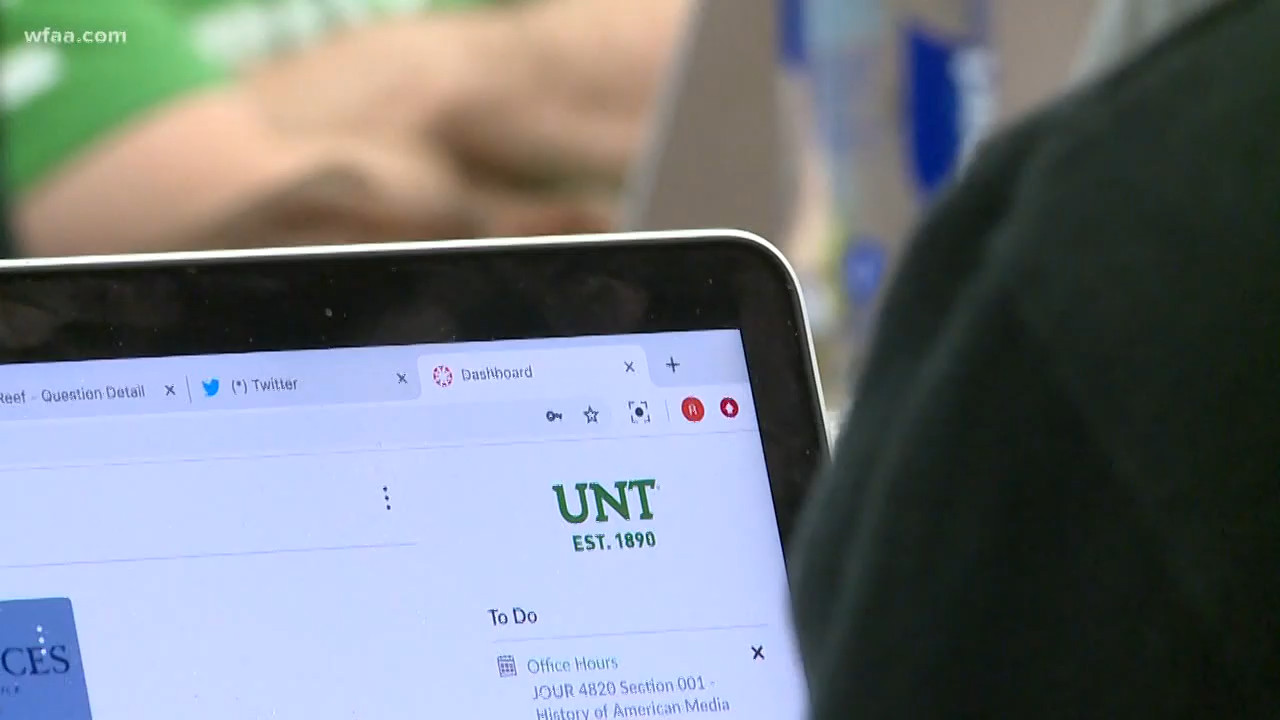 wfaa.com
Reef - Question Detail
(*) Twitter
Dashboard
R
UNT
EST. 1890
CES
To Do
Office Hours
JOUR 4820 Section 001 -
History of American Media